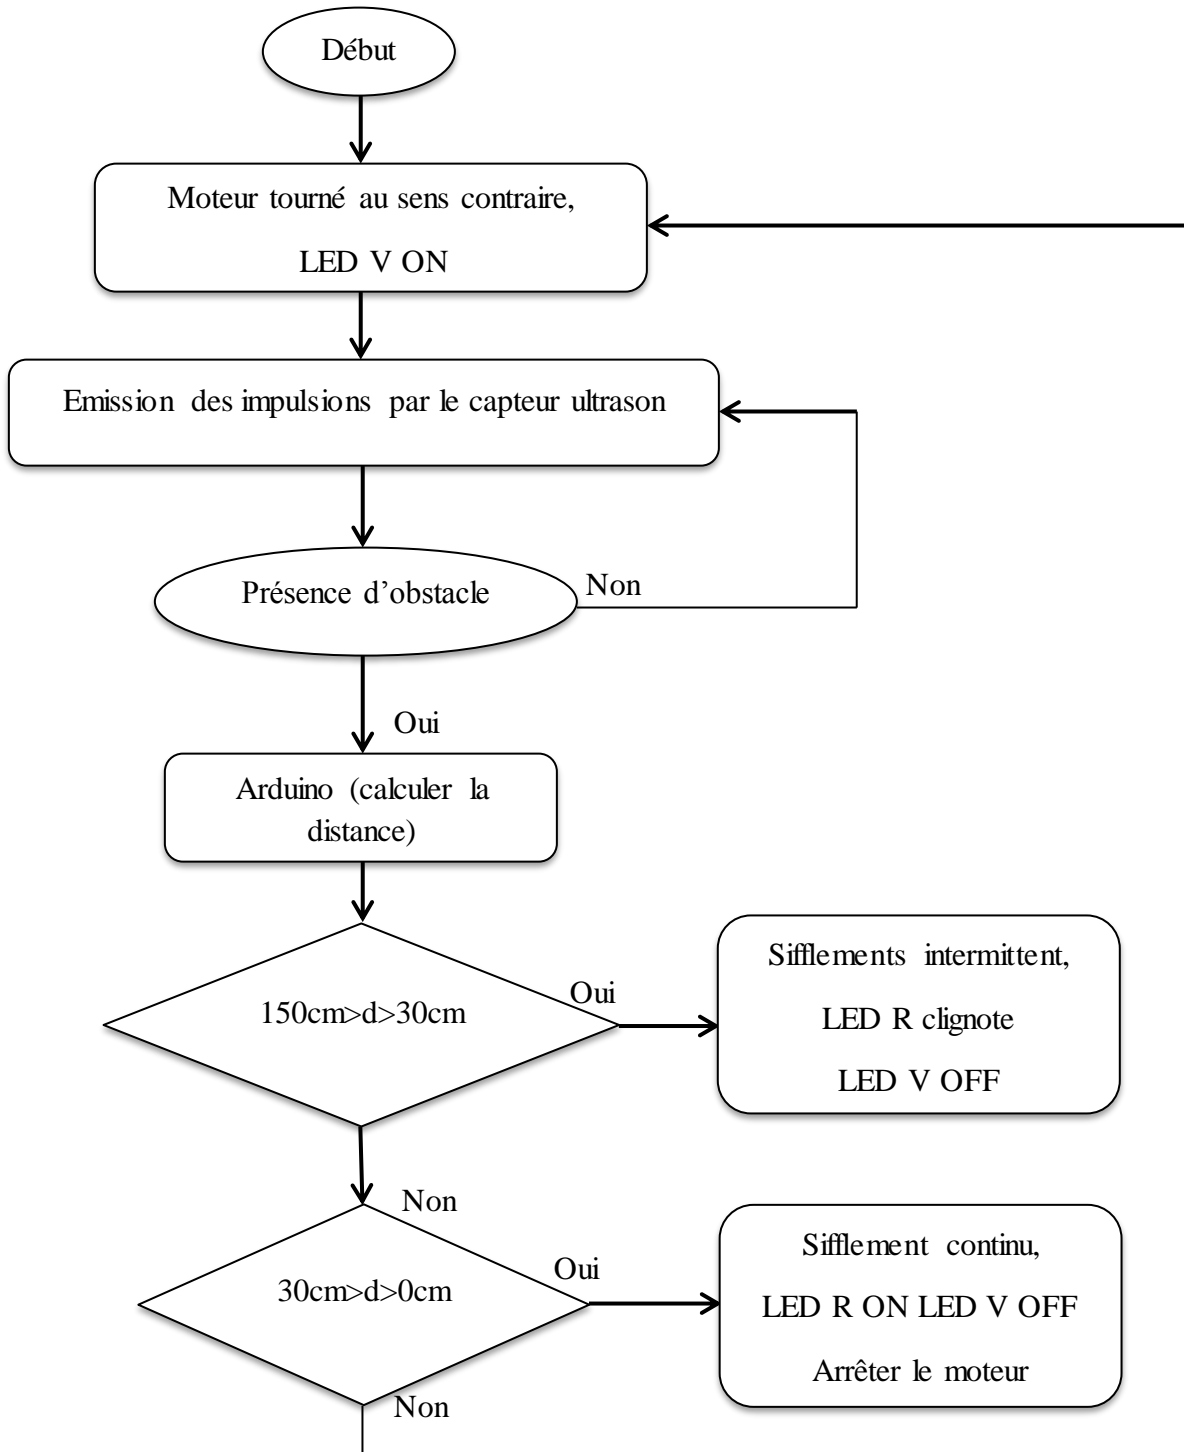 Début
Moteur tourné au sens contraire,
LED V ON
Emission des impulsions par le capteur ultrason
Présence d’obstacle
Non
Oui
Arduino (calculer la
distance)
150cm>d>30cm
Oui
Sifflements intermittent,
LED R clignote
LED V OFF
Non
30cm>d>0cm
Oui
Sifflement continu,
LED R ON LED V OFF
Arrêter le moteur
Non